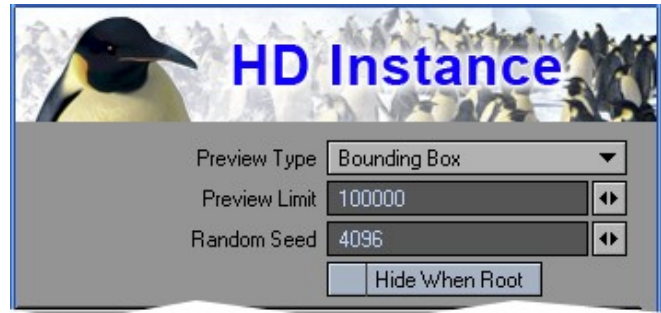 HD Instance
Preview Type Bounding Box
Preview Limit 100000
Random Seed 4096
Hide When Root